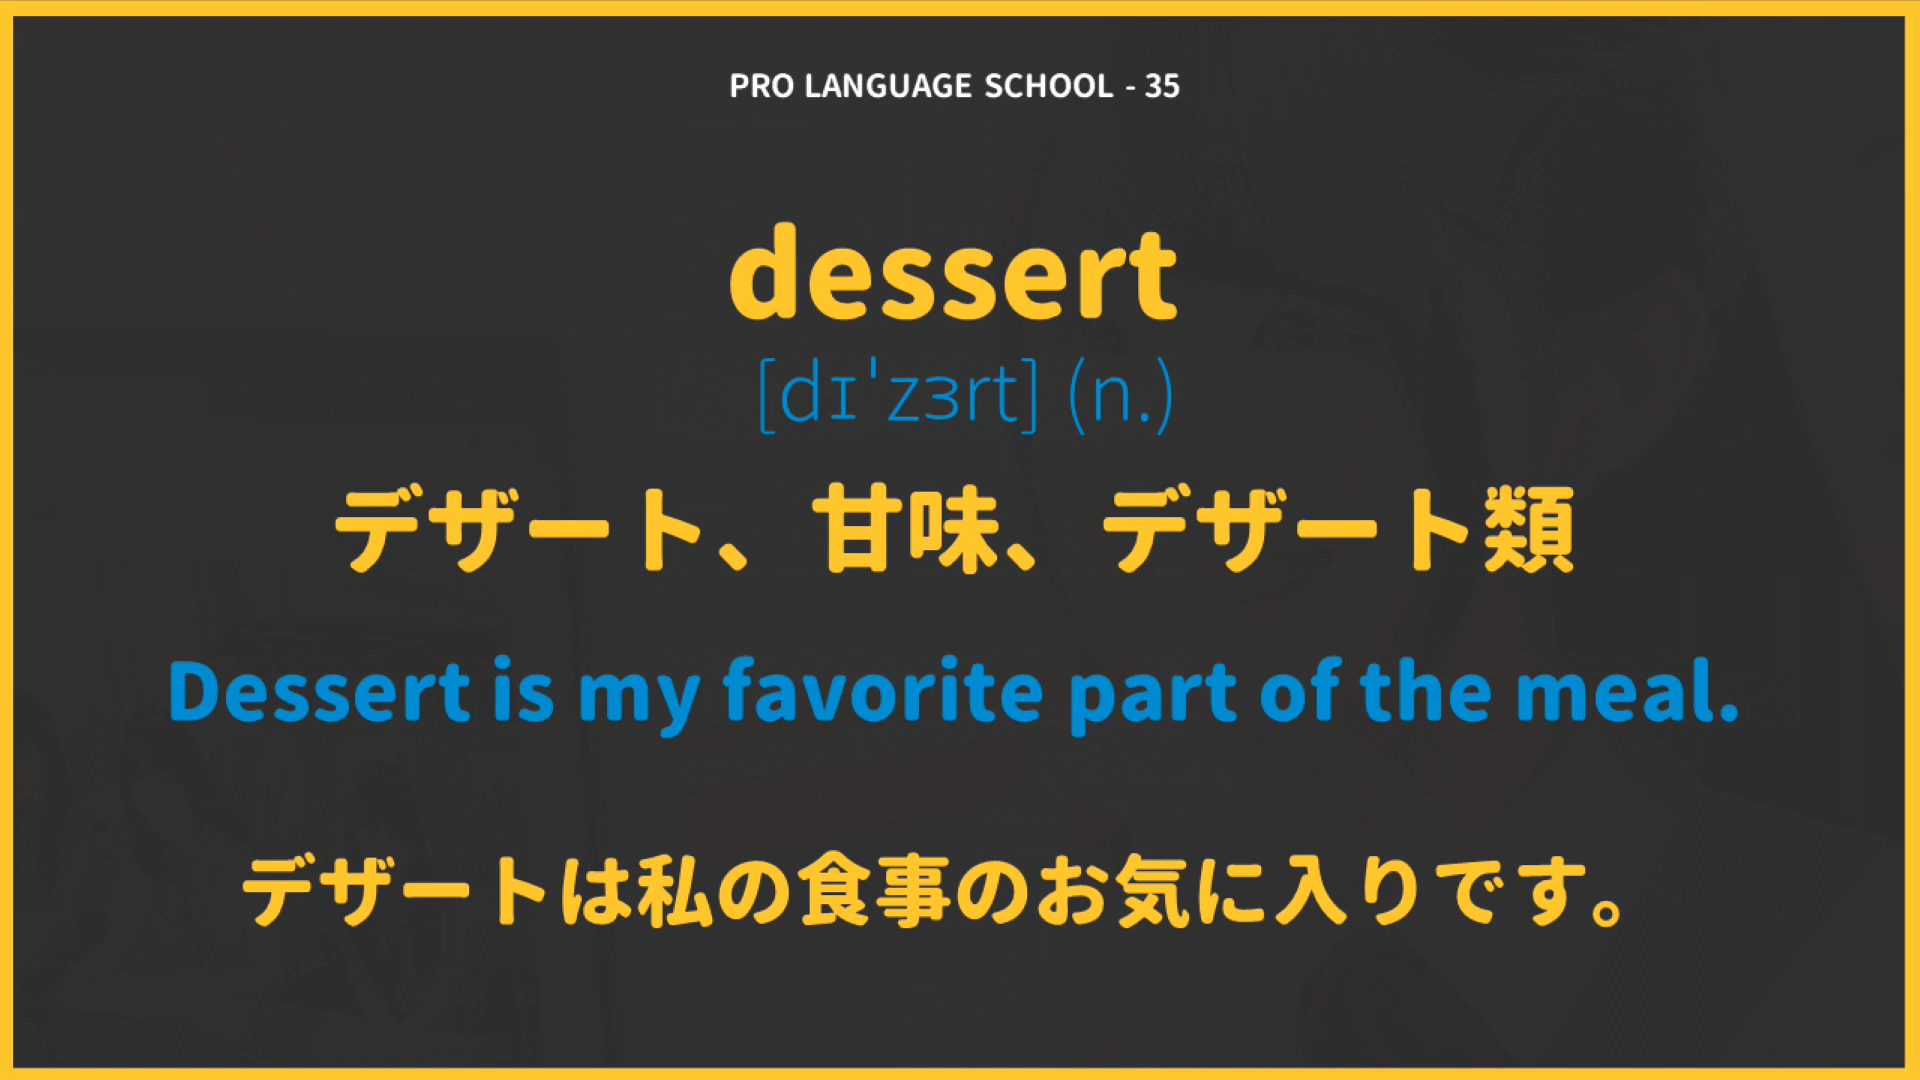 PRO LANGUAGE SCHOOL - 35
dessert
[dɪˈzɜrt] (n.)
デザート、甘味、デザート類
Dessert is my favorite part of the meal.
デザートは私の食事のお気に入りです。